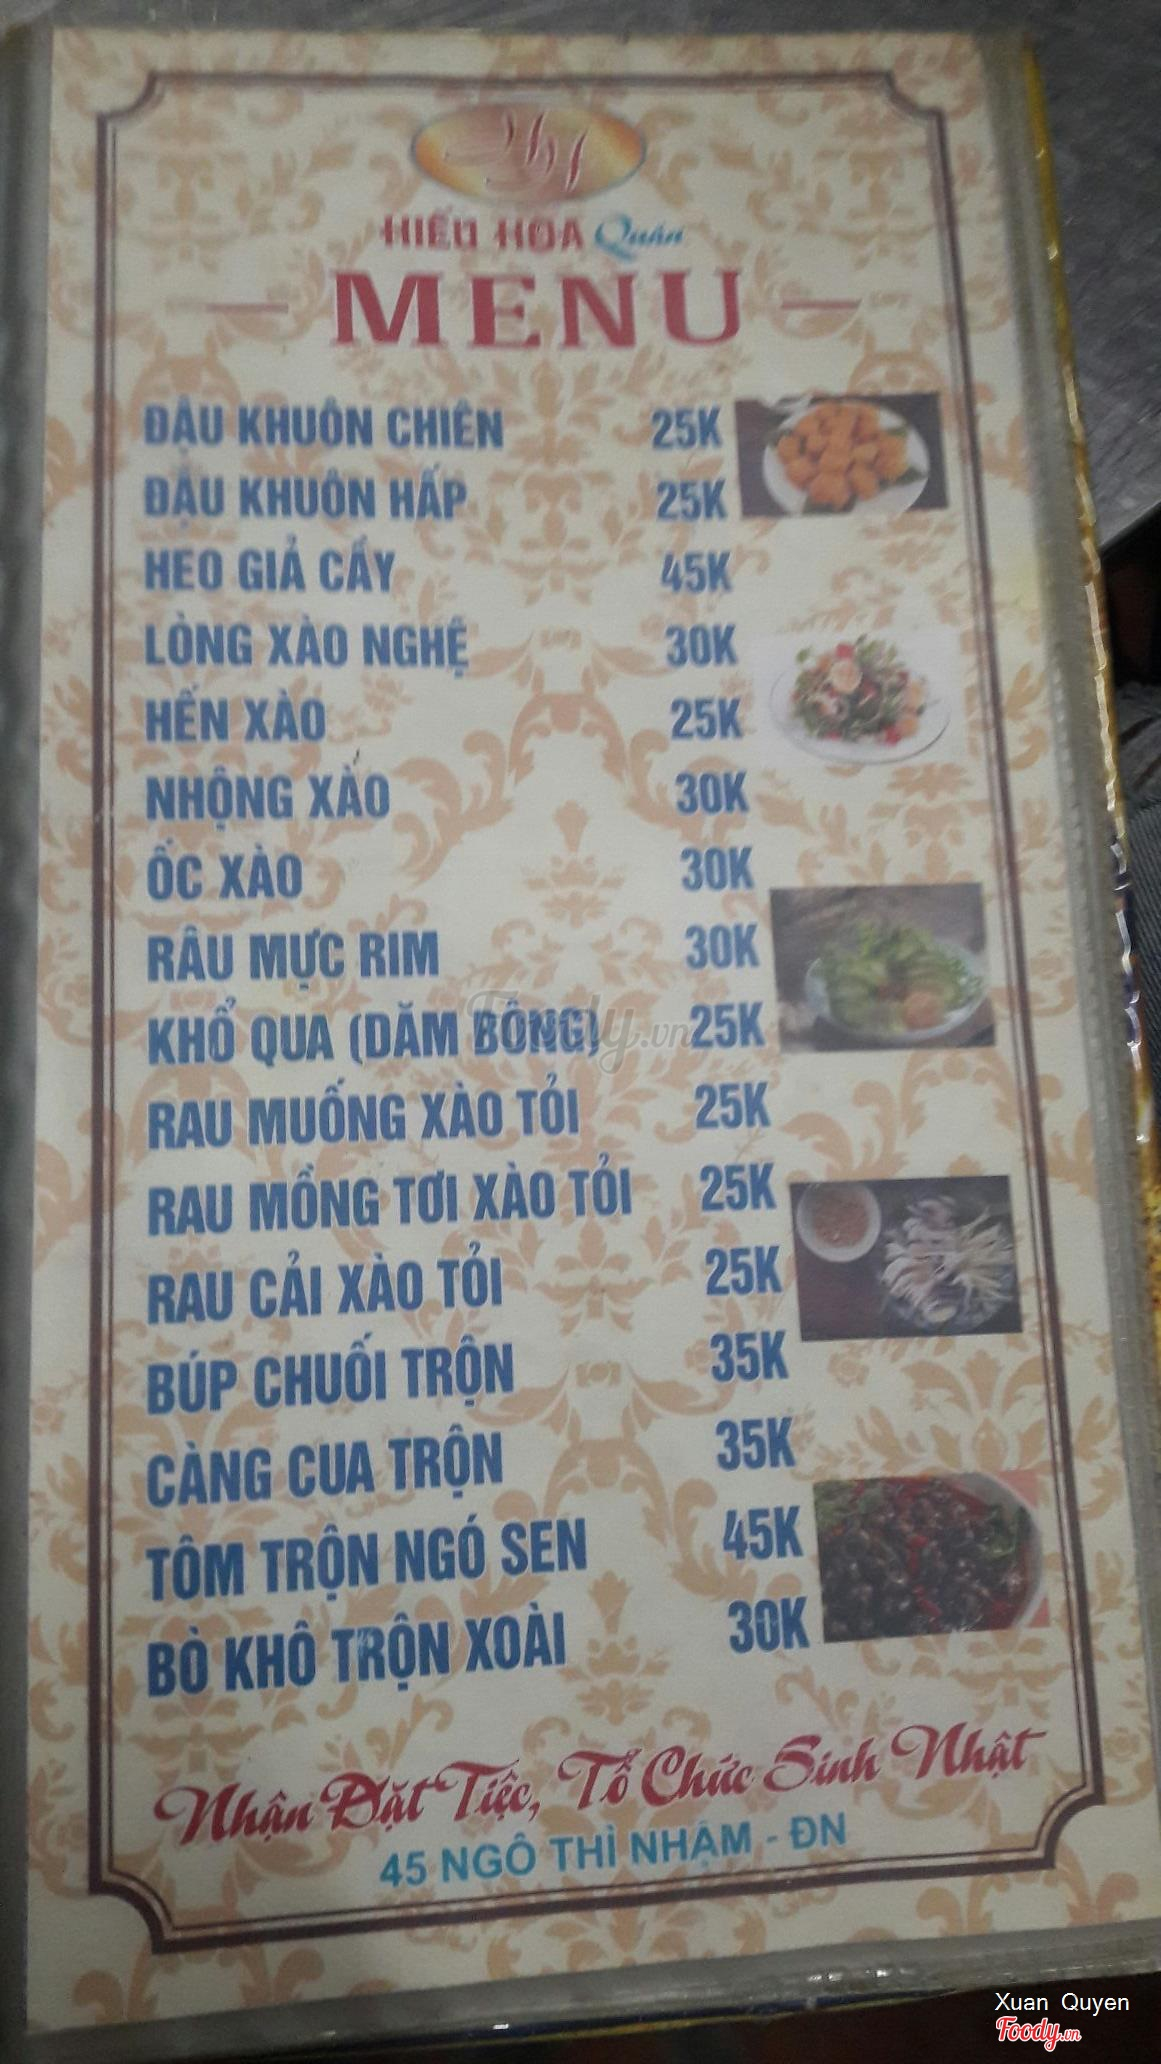 HH
HIẾU HOA Quán
MENU
ĐẬU KHUÔN CHIÊN 25K
ĐẬU KHUÔN HẤP 25K
HEO GIẢ CẦY 45K
LÒNG XÀO NGHỆ 30K
HẾN XÀO 25K
NHỘNG XÀO 30K
ỐC XÀO 30K
RÂU MỰC RIM 30K
KHỔ QUA (DĂM BÔNG) 25K
Foody.vn
RAU MUỐNG XÀO TỎI 25K
RAU MỒNG TƠI XÀO TỎI 25K
RAU CẢI XÀO TỎI 25K
BÚP CHUỐI TRỘN 35K
CÀNG CUA TRỘN 35K
TÔM TRỘN NGÓ SEN 45K
BÒ KHÔ TRỘN XOÀI 30K
Nhận Đặt Tiệc, Tổ Chức Sinh Nhật
45 NGÔ THÌ NHẬM - ĐN
Xuan Quyen
Foody.vn